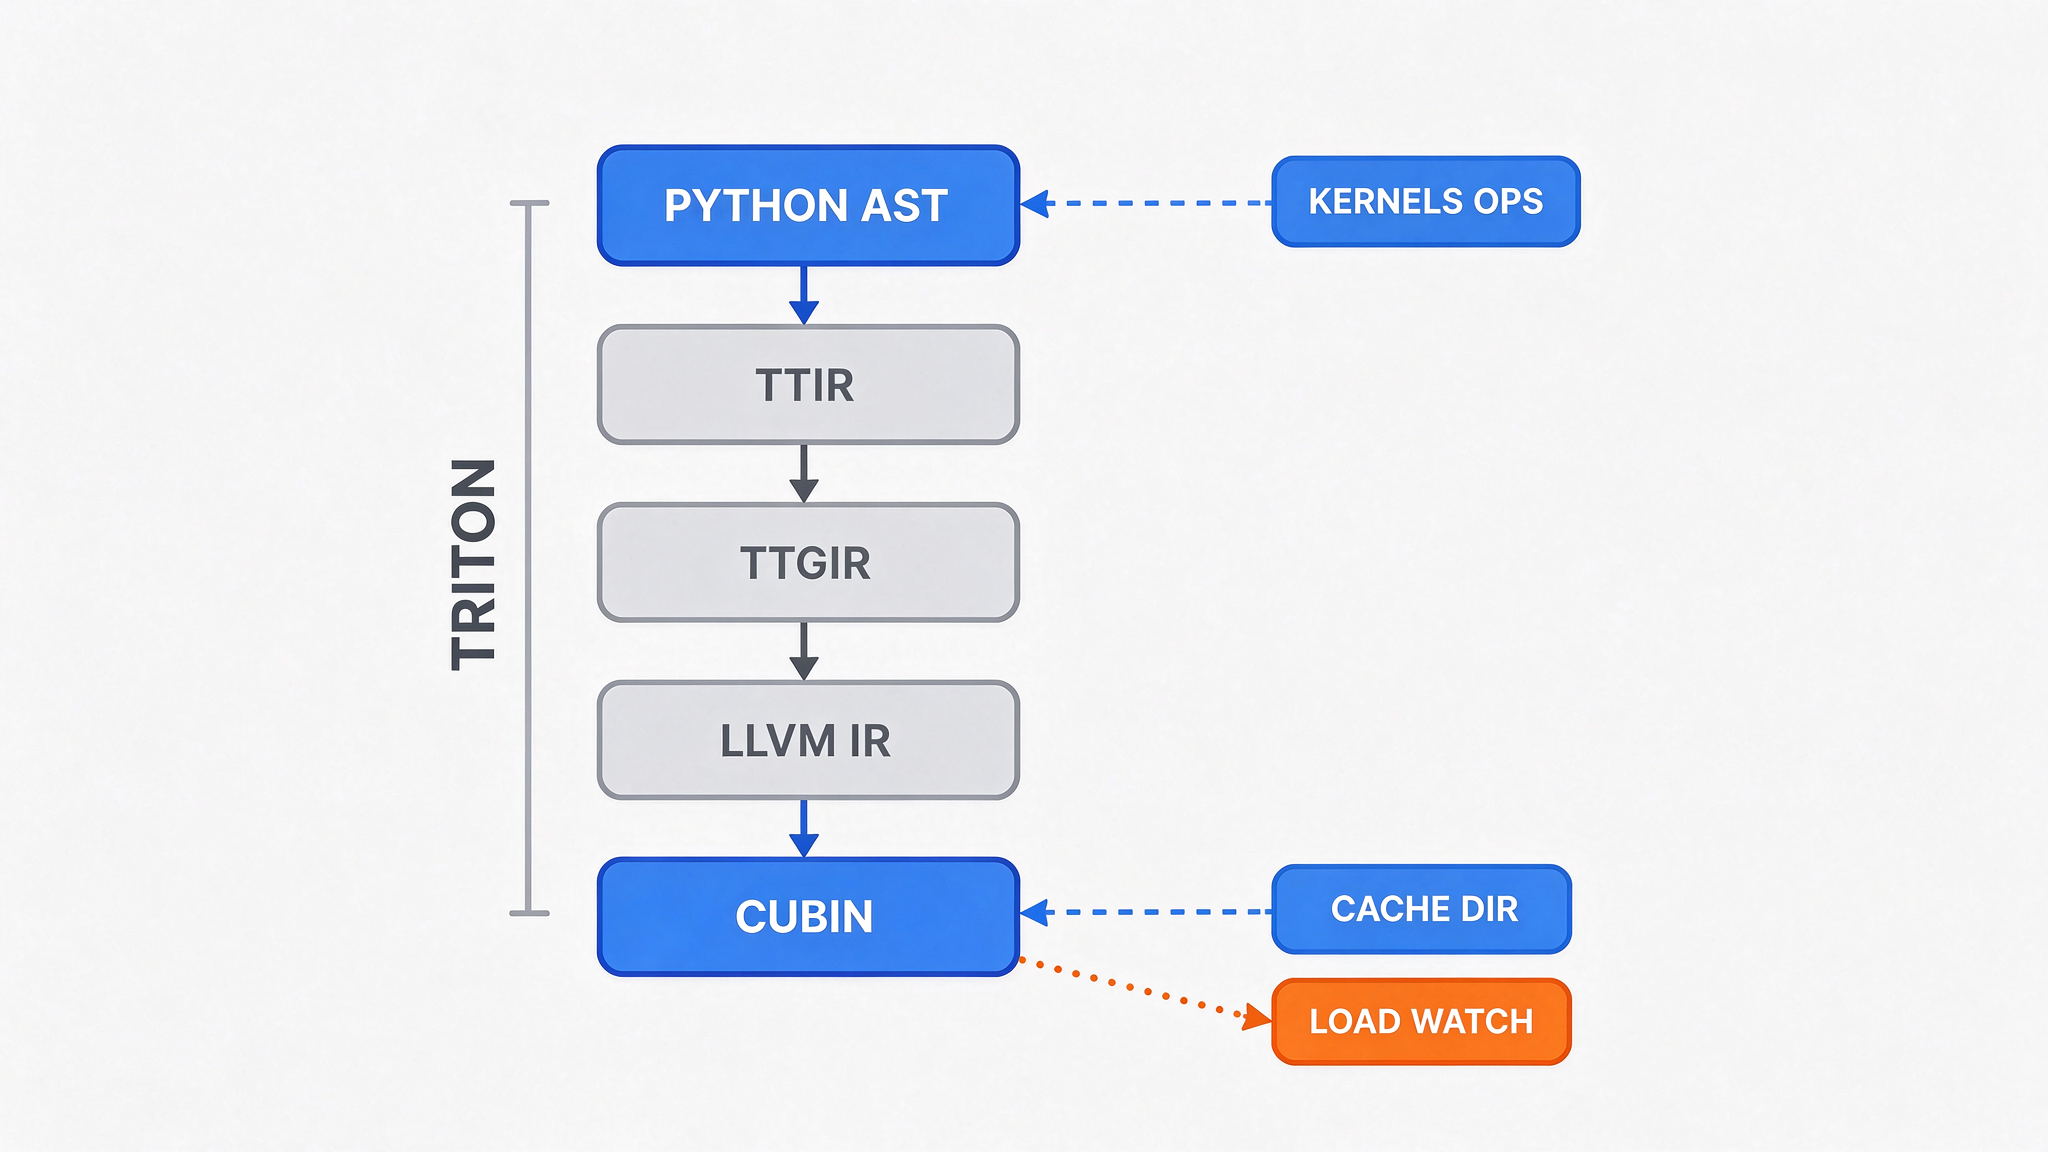 PYTHON AST
KERNELS OPS
TTIR
TTGIR
TRITON
LLVM IR
CUBIN
CACHE DIR
LOAD WATCH